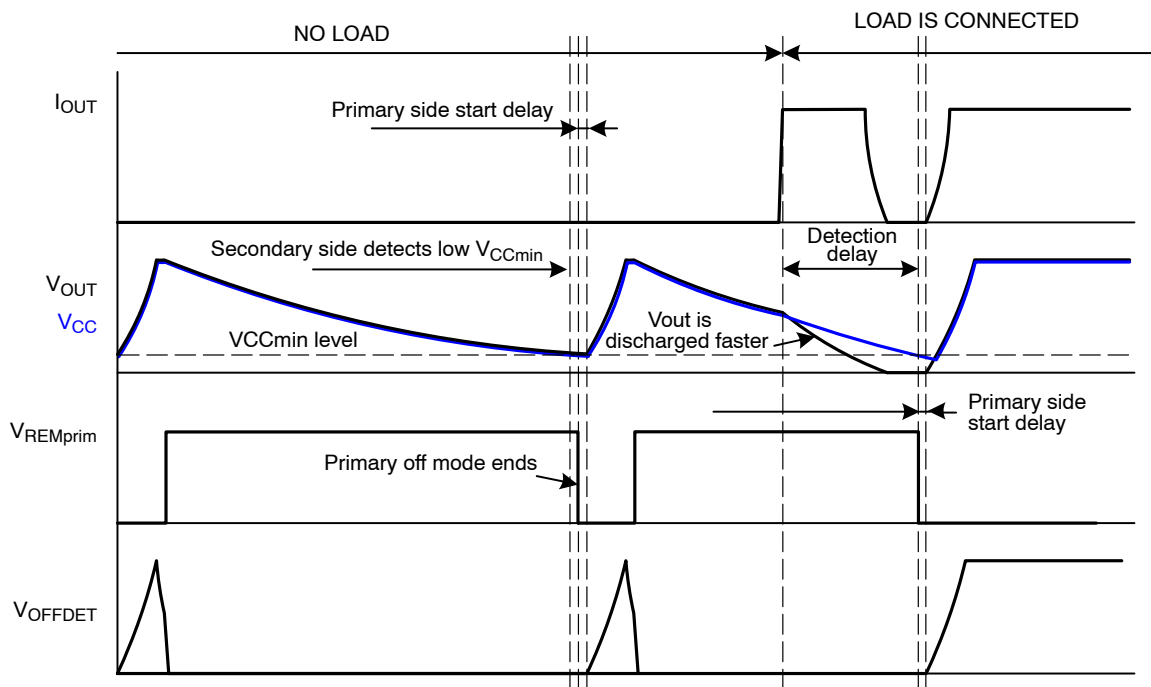 NO LOAD
LOAD IS CONNECTED
IOUT
Primary side start delay
Secondary side detects low VCCmin
Detection
delay
VOUT
VCC
VCCmin level
Vout is
discharged faster
VREMprim
Primary side
start delay
Primary off mode ends
VOFFDET